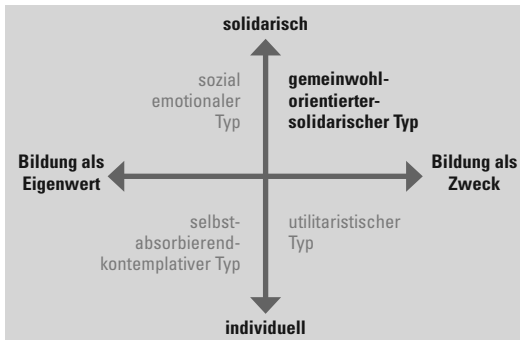 solidarisch
sozial
emotionaler
Typ
gemeinwohl-
orientierter-
solidarischer Typ
Bildung als
Eigenwert
Bildung als
Zweck
selbst-
absorbierend-
kontemplativer Typ
utilitaristischer
Typ
individuell